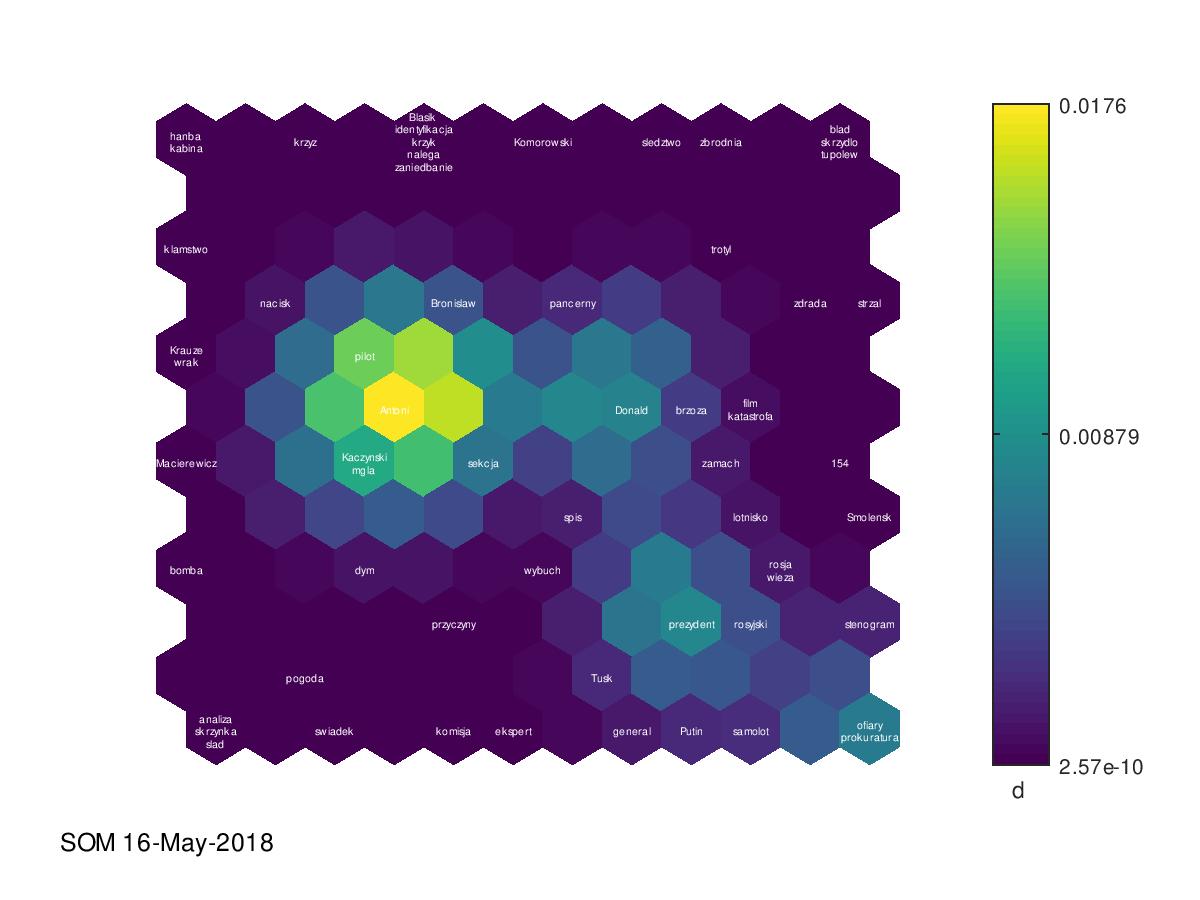 0.0176
Blasik
hanba identyfikacja blad
kabina krzyz krzyk Komorowski sledztwo zbrodnia skrzydlo
nalega tupolew
zaniedbanie
klamstwo trotyl
nacisk Bronislaw pancerny zdrada strzal
Krauze pilot
wrak
Antoni Donald brzoza film
katastrofa
0.00879
Kaczynski
Macierewicz mgla sekcja zamach 154
spis lotnisko Smolensk
bomba dym wybuch rosja
wieza
przyczyny prezydent rosyjski stenogram
pogoda Tusk
analiza
skrzynka swiadek komisja ekspert general Putin samolot ofiary
slad prokuratura
2.57e-10
d
SOM 16-May-2018